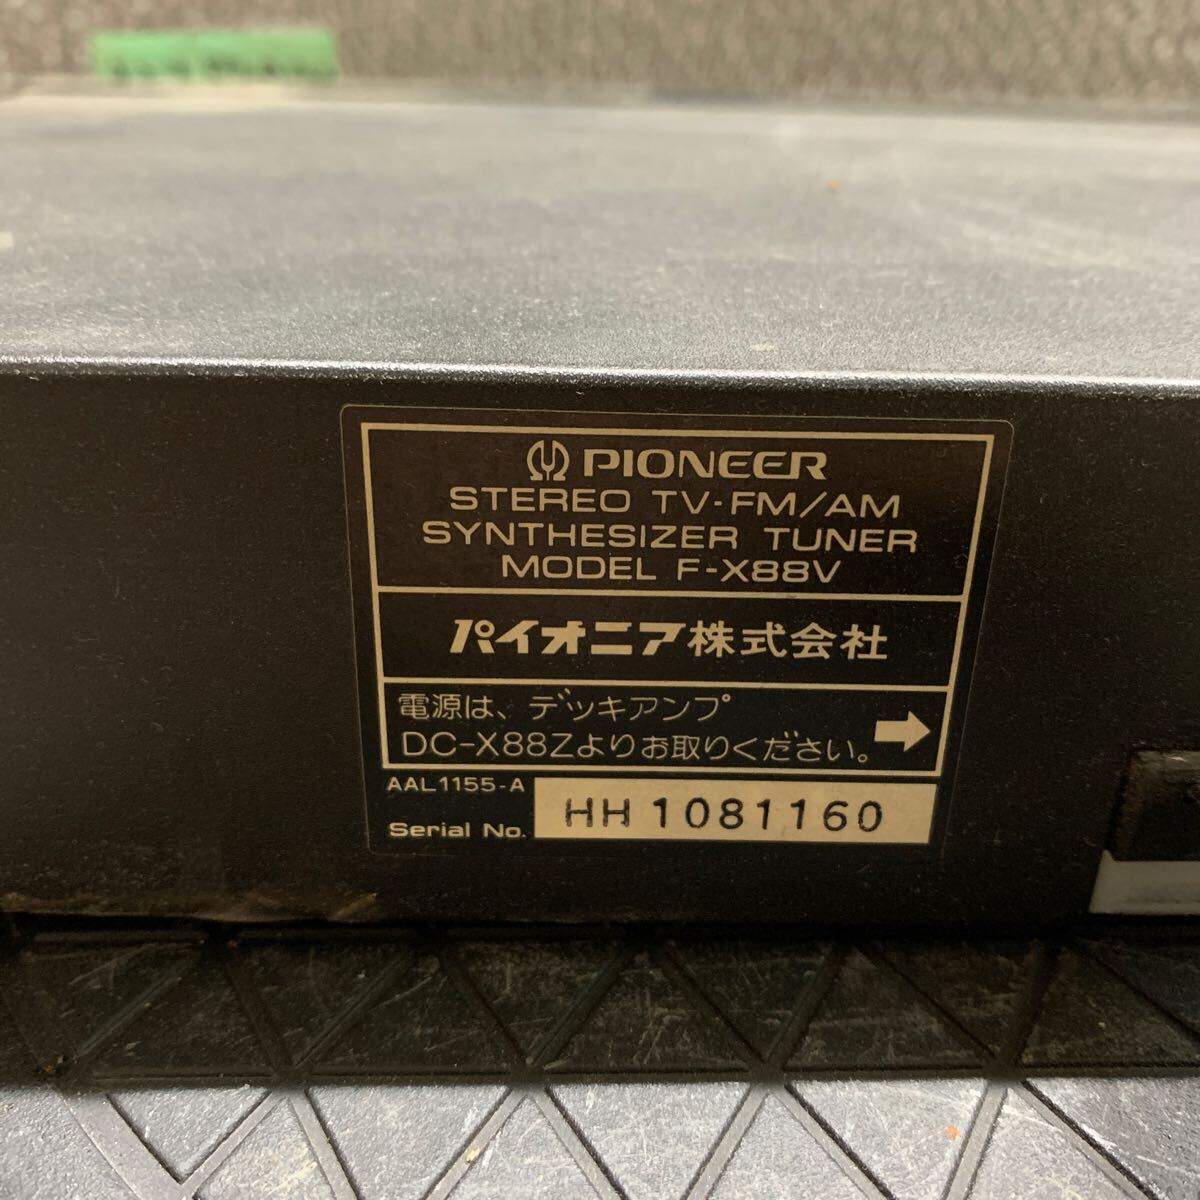 PIONEER
STEREO TV-FM/AM
SYNTHESIZER TUNER
MODEL F-X88V
パイオニア株式会社
電源は、デッキアンプ
DC-X88Zよりお取りください。
AAL1155-A
Serial No. HH 1081160